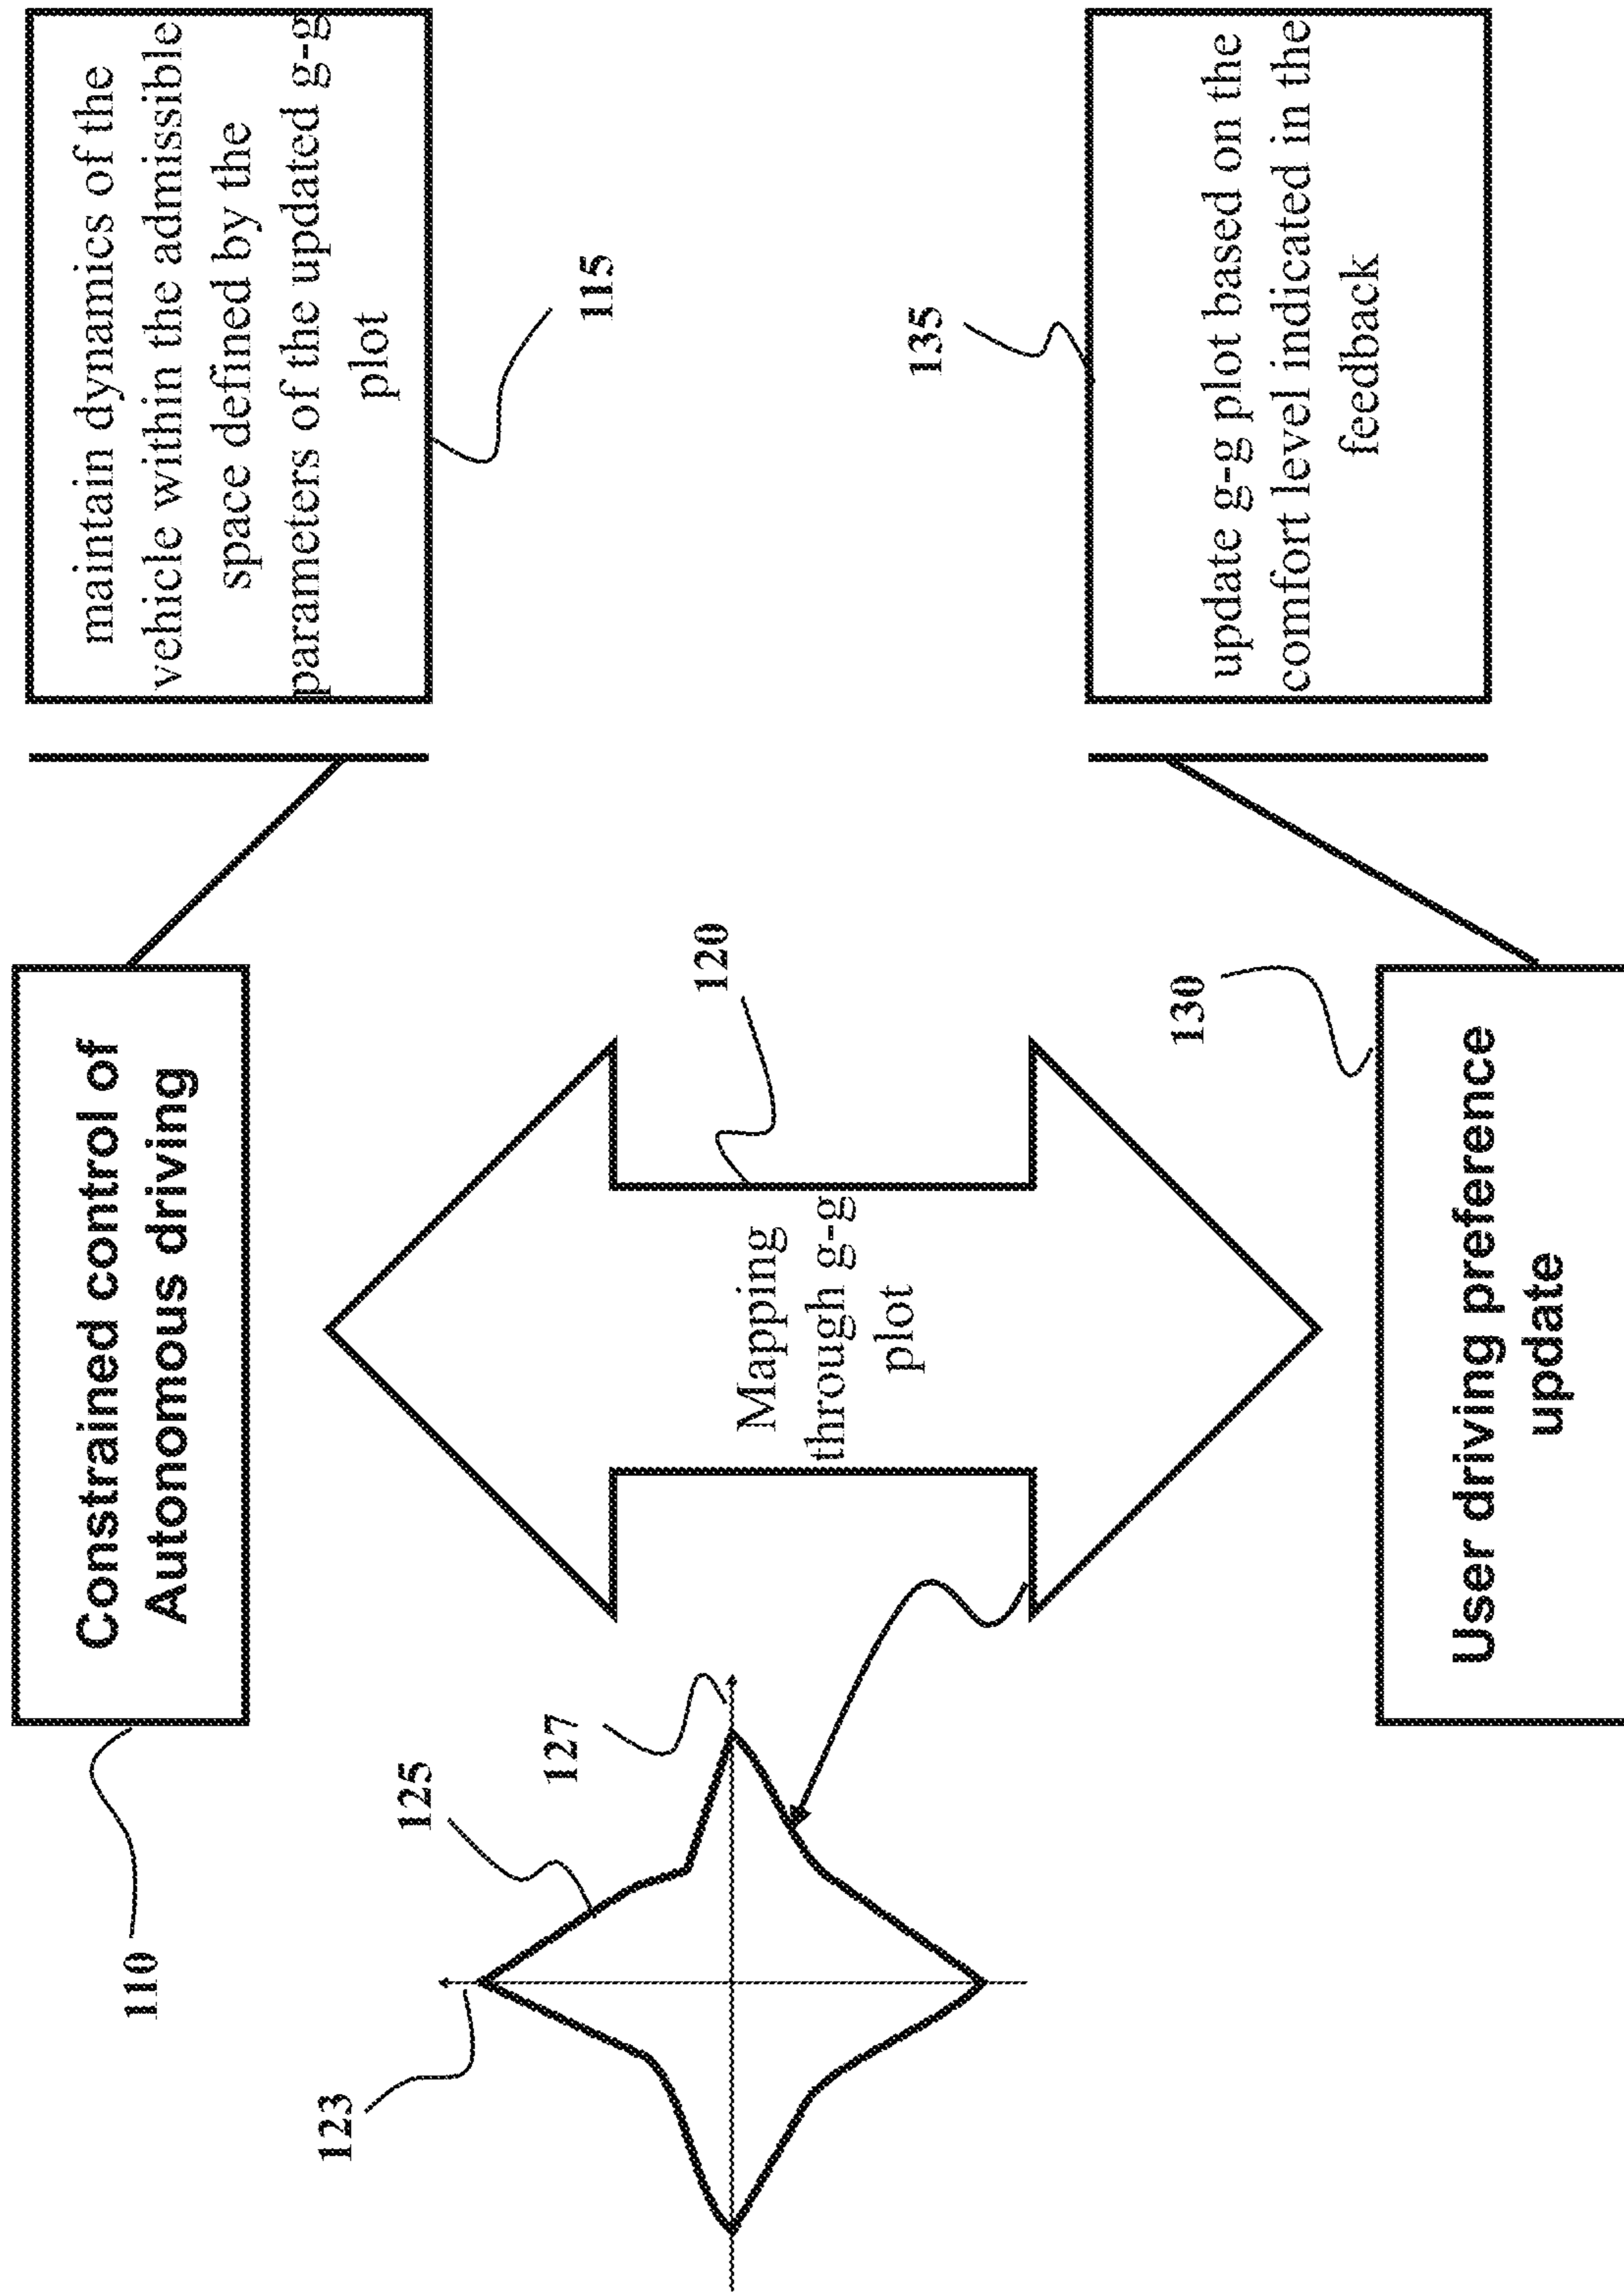 110
Constrained control of
Autonomous driving
maintain dynamics of the
vehicle within the admissible
space defined by the
parameters of the updated g-g
plot
115
123
125
127
Mapping
through g-g
plot
120
130
User driving preference
update
135
update g-g plot based on the
comfort level indicated in the
feedback